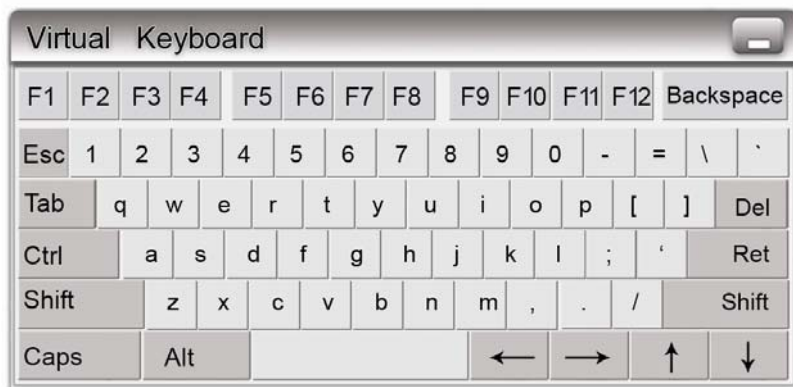 Virtual Keyboard
F1 F2 F3 F4 F5 F6 F7 F8 F9 F10 F11 F12 Backspace
Esc 1 2 3 4 5 6 7 8 9 0 - = \ `
Tab q w e r t y u i o p [ ] Del
Ctrl a s d f g h j k l ; ‘ Ret
Shift z x c v b n m , . / Shift
Caps Alt ← → ↑ ↓